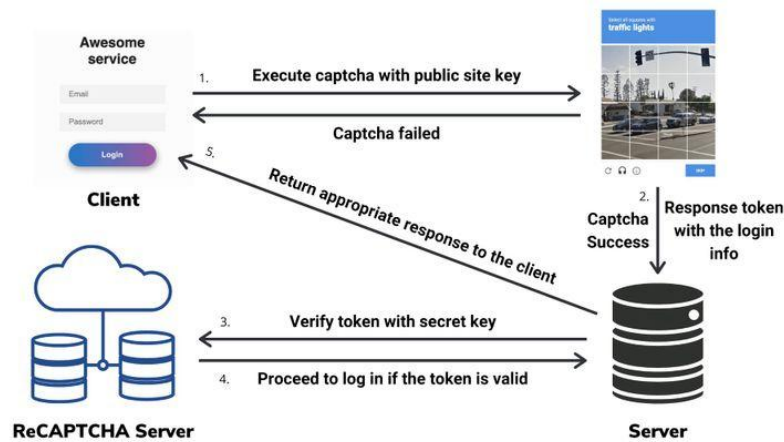 Awesome
service
Email
Password
Login
Client
1.
Execute captcha with public site key
Captcha failed
Select all squares with
traffic lights
SKIP
2.
Captcha
Success
Response token
with the login
info
5.
Return appropriate response to the client
3.
Verify token with secret key
4.
Proceed to log in if the token is valid
ReCAPTCHA Server
Server